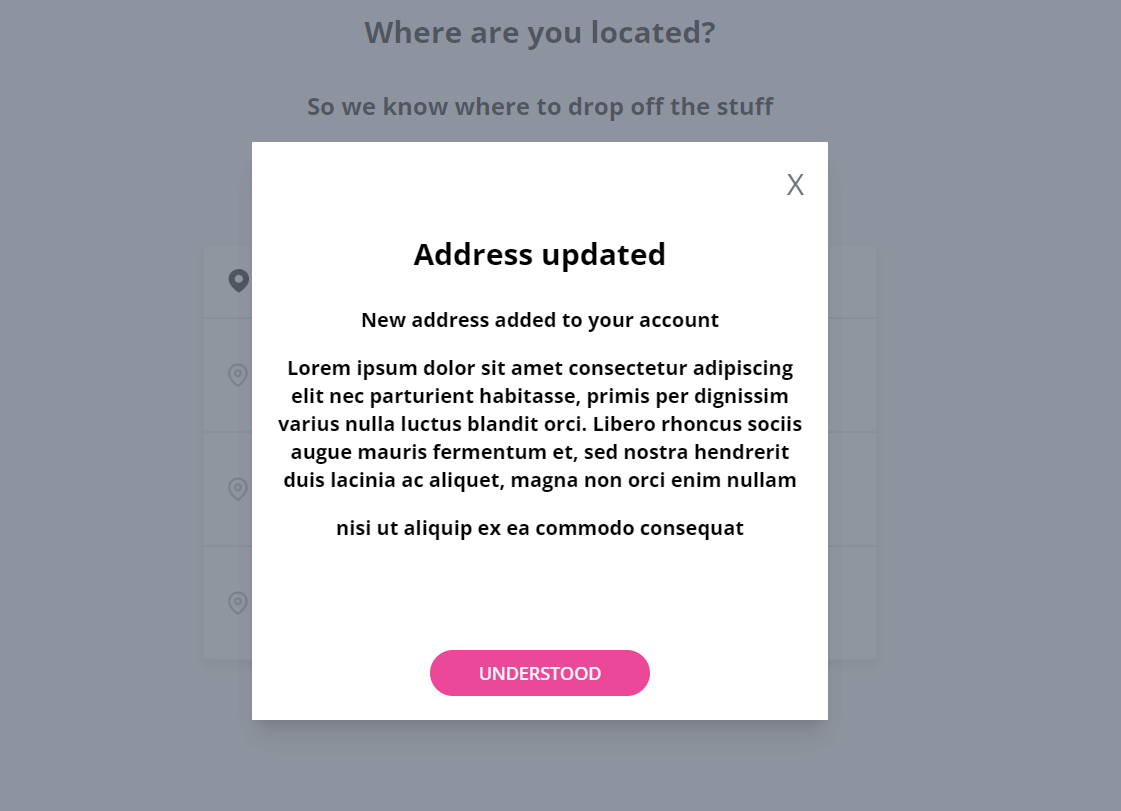 Where are you located?
So we know where to drop off the stuff
X
Address updated
New address added to your account
Lorem ipsum dolor sit amet consectetur adipiscing
elit nec parturient habitasse, primis per dignissim
varius nulla luctus blandit orci. Libero rhoncus sociis
augue mauris fermentum et, sed nostra hendrerit
duis lacinia ac aliquet, magna non orci enim nullam
nisi ut aliquip ex ea commodo consequat
UNDERSTOOD